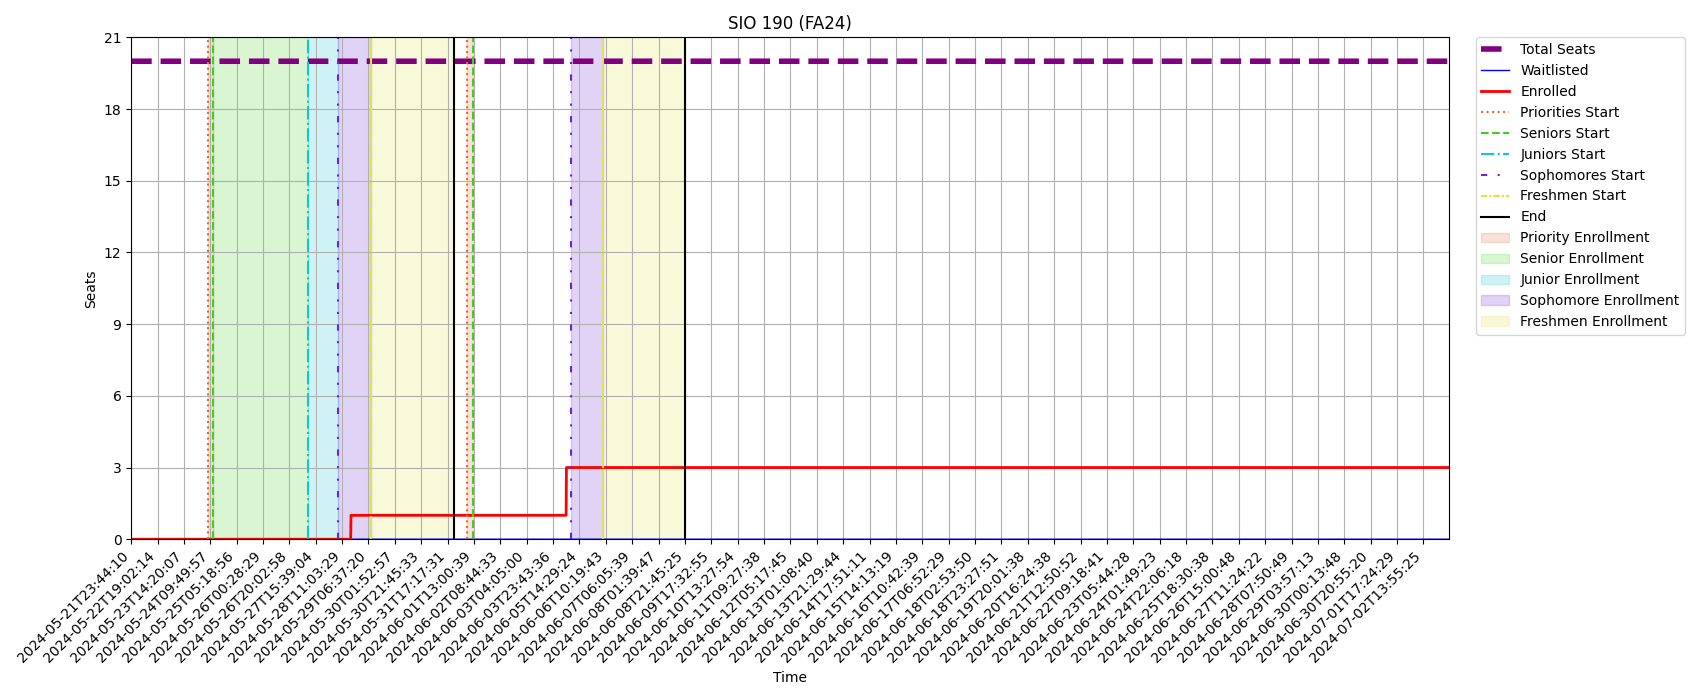 SIO 190 (FA24)
21
18
15
12
9
6
3
0
Seats
2024-05-21T23:44:10
2024-05-22T19:02:14
2024-05-23T14:20:07
2024-05-24T09:49:57
2024-05-25T05:18:56
2024-05-26T00:28:29
2024-05-26T20:02:58
2024-05-27T15:39:04
2024-05-28T11:03:29
2024-05-29T06:37:20
2024-05-30T01:52:57
2024-05-30T21:45:33
2024-05-31T17:17:31
2024-06-01T13:00:39
2024-06-02T08:44:33
2024-06-03T04:05:00
2024-06-03T23:43:36
2024-06-05T14:29:24
2024-06-06T10:19:43
2024-06-07T06:05:39
2024-06-08T01:39:47
2024-06-08T21:45:25
2024-06-09T17:32:55
2024-06-10T13:27:54
2024-06-11T09:27:38
2024-06-12T05:17:45
2024-06-13T01:08:40
2024-06-13T21:29:44
2024-06-14T17:51:11
2024-06-15T14:13:19
2024-06-16T10:42:39
2024-06-17T06:52:29
2024-06-18T02:53:50
2024-06-18T23:27:51
2024-06-19T20:01:38
2024-06-20T16:24:38
2024-06-21T12:50:52
2024-06-22T09:18:41
2024-06-23T05:44:28
2024-06-24T01:49:23
2024-06-24T22:06:18
2024-06-25T18:30:38
2024-06-26T15:00:48
2024-06-27T11:24:22
2024-06-28T07:50:49
2024-06-29T03:57:13
2024-06-30T00:13:48
2024-06-30T20:55:20
2024-07-01T17:24:29
2024-07-02T13:55:25
Time
Total Seats
Waitlisted
Enrolled
Priorities Start
Seniors Start
Juniors Start
Sophomores Start
Freshmen Start
End
Priority Enrollment
Senior Enrollment
Junior Enrollment
Sophomore Enrollment
Freshmen Enrollment